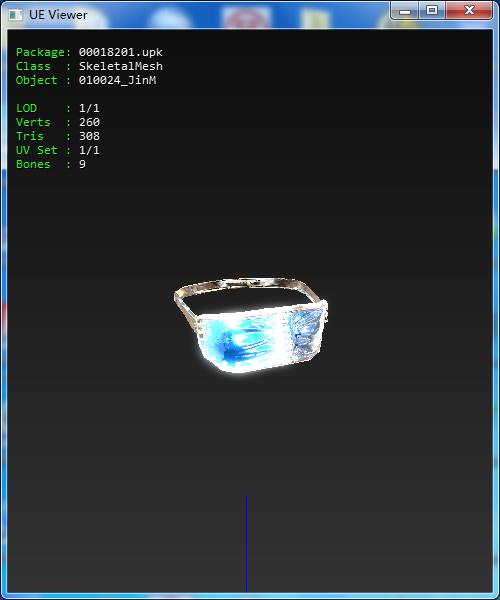 UE Viewer
Package: 00018201.upk
Class  : SkeletalMesh
Object : 010024_JinM
LOD    : 1/1
Verts  : 260
Tris   : 308
UV Set : 1/1
Bones  : 9